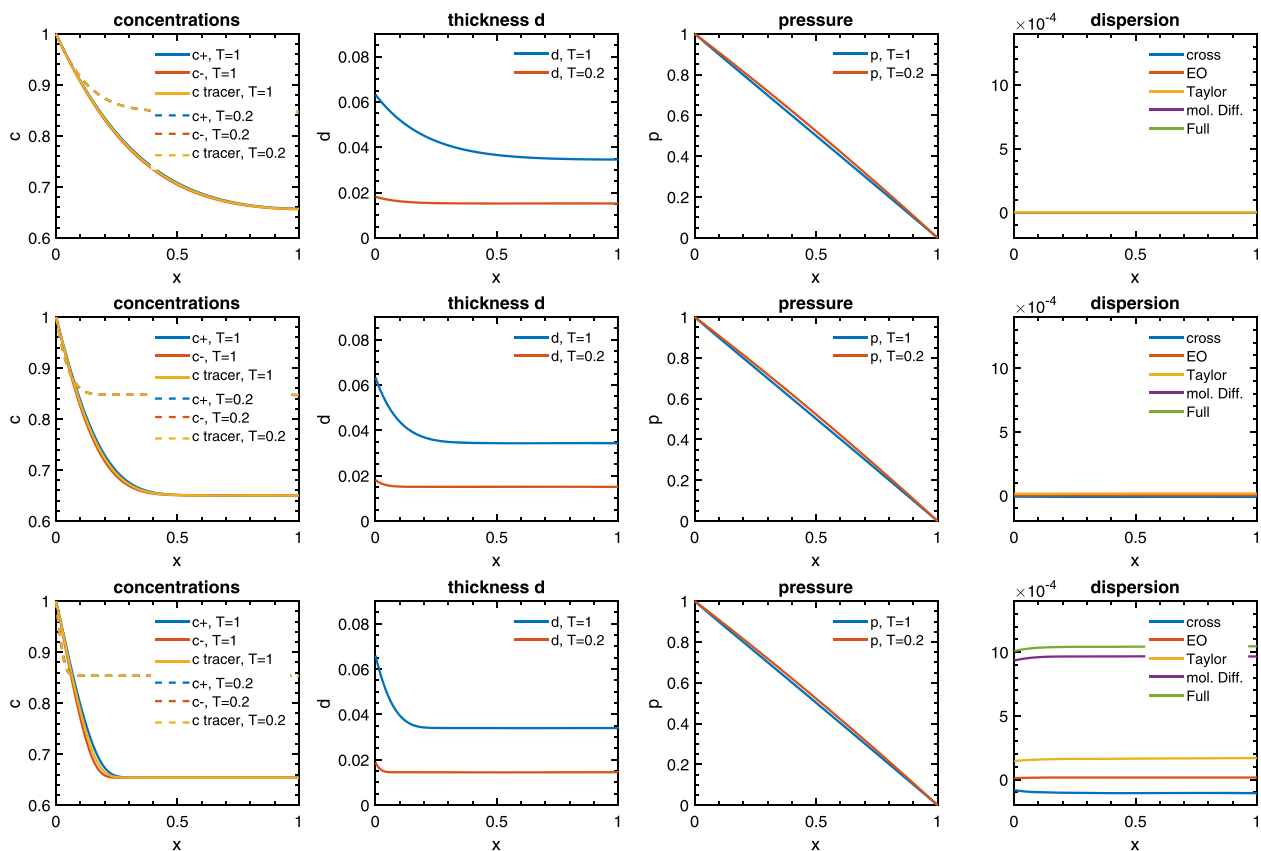 concentrations
c
1
0.9
0.8
0.7
0.6
0
0.5
1
x
c+, T=1
c-, T=1
c tracer, T=1
c+, T=0.2
c-, T=0.2
c tracer, T=0.2
thickness d
d
0.08
0.06
0.04
0.02
0
0
0.5
1
x
d, T=1
d, T=0.2
pressure
p
1
0.8
0.6
0.4
0.2
0
0
0.5
1
x
p, T=1
p, T=0.2
dispersion
×10-4
10
5
0
0
0.5
1
x
cross
EO
Taylor
mol. Diff.
Full
concentrations
c
1
0.9
0.8
0.7
0.6
0
0.5
1
x
c+, T=1
c-, T=1
c tracer, T=1
c+, T=0.2
c-, T=0.2
c tracer, T=0.2
thickness d
d
0.08
0.06
0.04
0.02
0
0
0.5
1
x
d, T=1
d, T=0.2
pressure
p
1
0.8
0.6
0.4
0.2
0
0
0.5
1
x
p, T=1
p, T=0.2
dispersion
×10-4
10
5
0
0
0.5
1
x
cross
EO
Taylor
mol. Diff.
Full
concentrations
c
1
0.9
0.8
0.7
0.6
0
0.5
1
x
c+, T=1
c-, T=1
c tracer, T=1
c+, T=0.2
c-, T=0.2
c tracer, T=0.2
thickness d
d
0.08
0.06
0.04
0.02
0
0
0.5
1
x
d, T=1
d, T=0.2
pressure
p
1
0.8
0.6
0.4
0.2
0
0
0.5
1
x
p, T=1
p, T=0.2
dispersion
×10-4
10
5
0
0
0.5
1
x
cross
EO
Taylor
mol. Diff.
Full